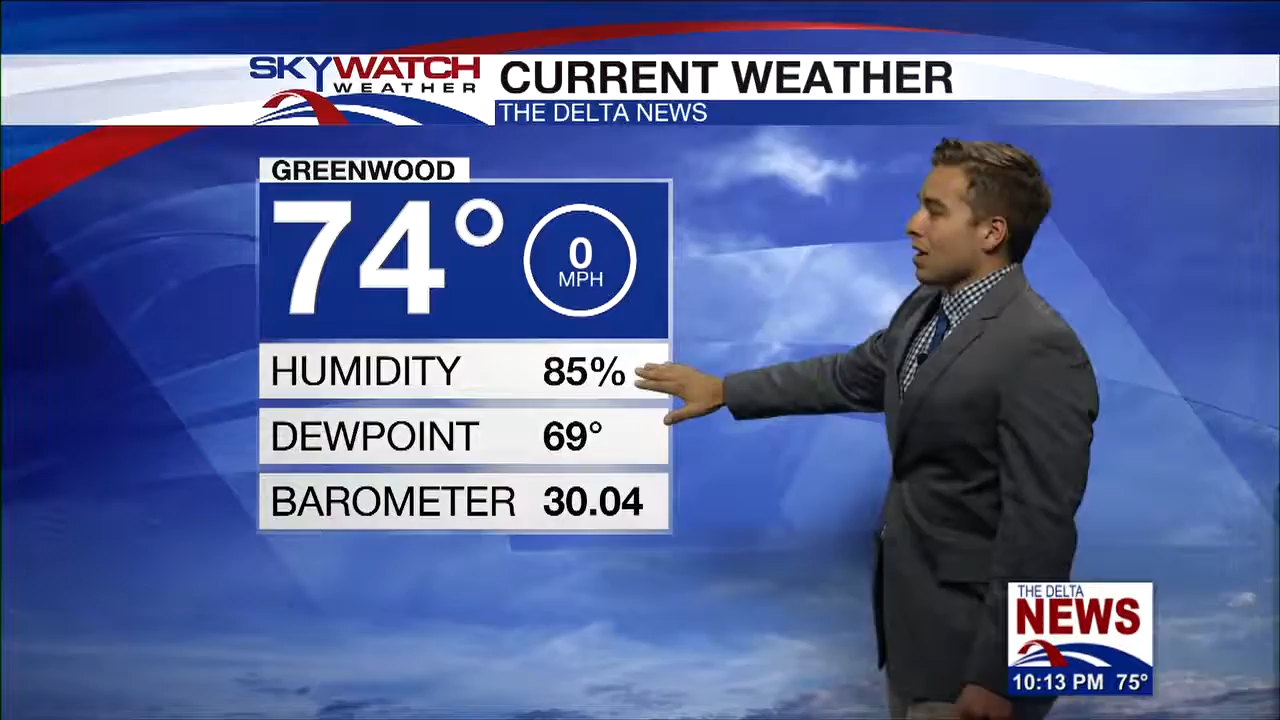 SKYWATCH
WEATHER
CURRENT WEATHER
THE DELTA NEWS
GREENWOOD
74°
0
MPH
HUMIDITY 85%
DEWPOINT 69°
BAROMETER 30.04
THE DELTA
NEWS
10:13 PM 75°